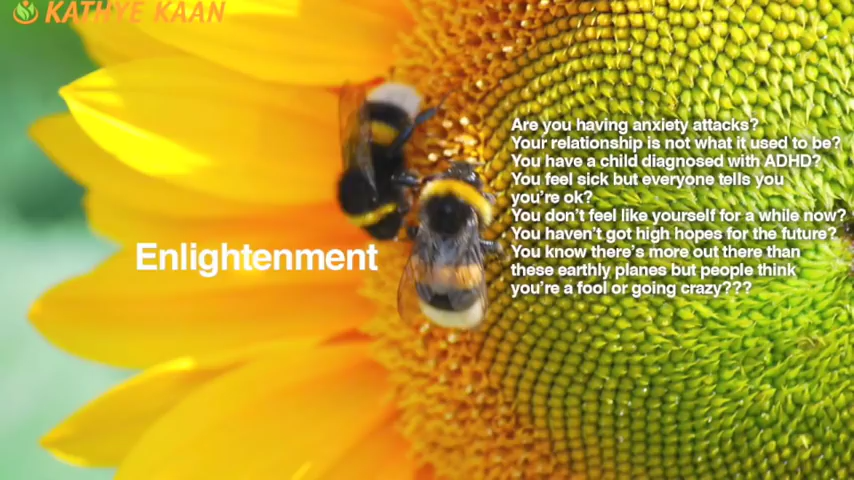 KATHYE KAAN
Enlightenment
Are you having anxiety attacks?
Your relationship is not what it used to be?
You have a child diagnosed with ADHD?
You feel sick but everyone tells you
you're ok?
You don't feel like yourself for a while now?
You haven't got high hopes for the future?
You know there's more out there than
these earthly planes but people think
you're a fool or going crazy???